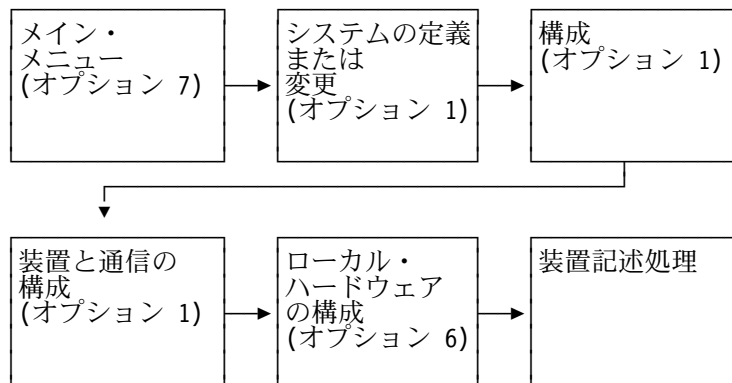 メイン・
メニュー
(オプション 7)
システムの定義
または
変更
(オプション 1)
構成
(オプション 1)
装置と通信の
構成
(オプション 1)
ローカル・
ハードウェア
の構成
(オプション 6)
装置記述処理